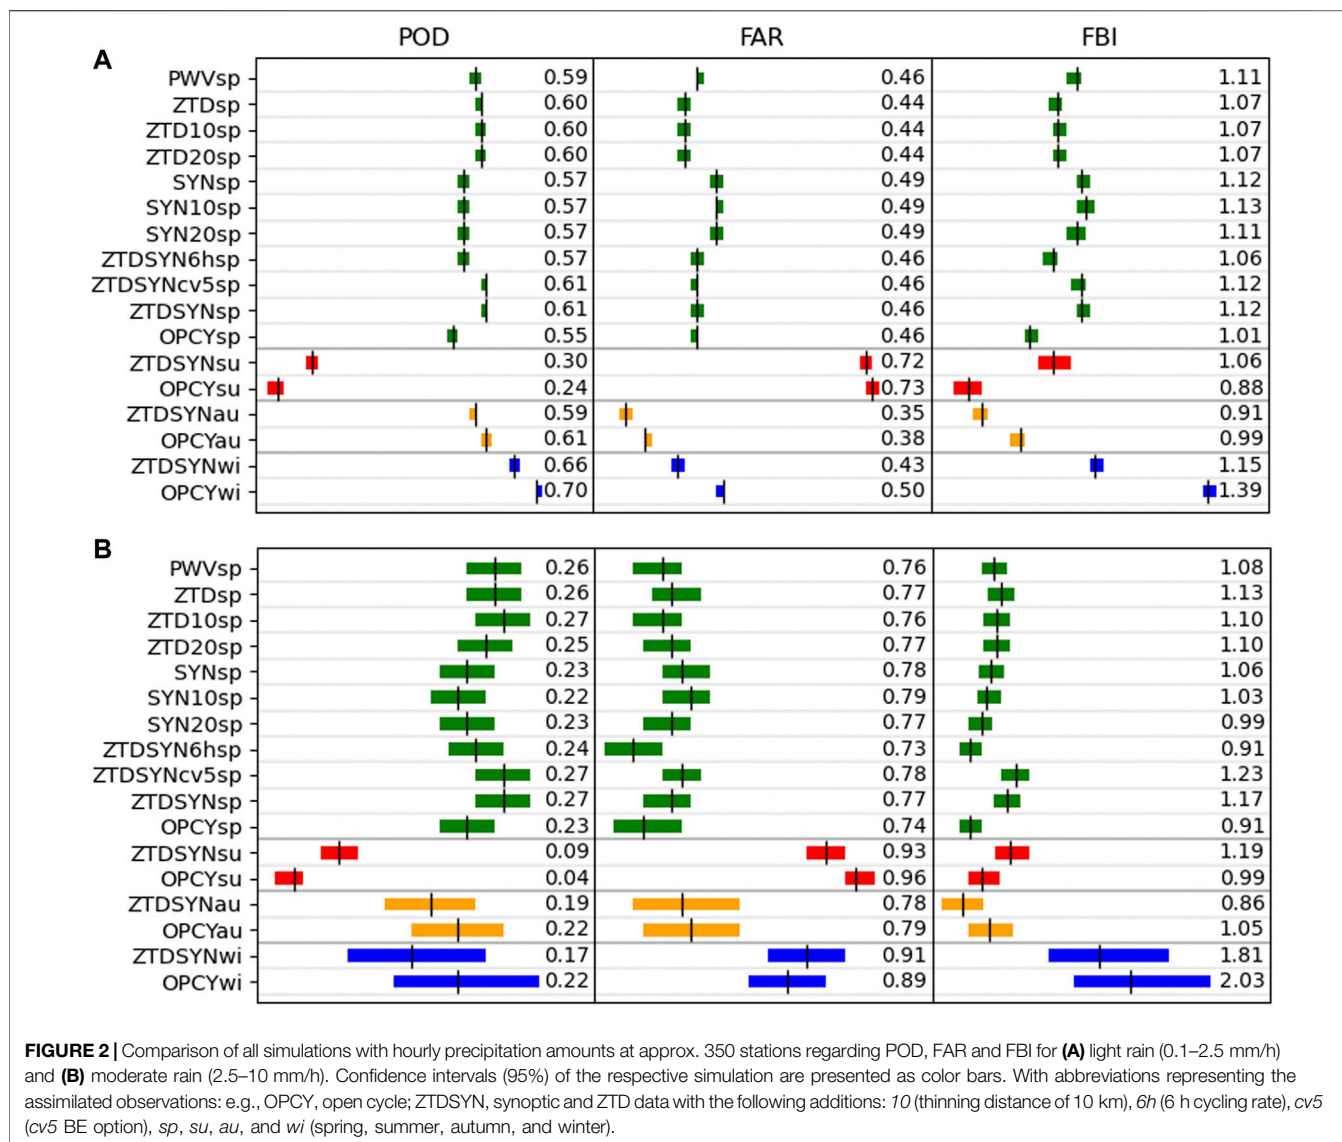 POD FAR FBI
A
PWVsp 0.59 0.46 1.11
ZTDsp 0.60 0.44 1.07
ZTD10sp 0.60 0.44 1.07
ZTD20sp 0.60 0.44 1.07
SYNsp 0.57 0.49 1.12
SYN10sp 0.57 0.49 1.13
SYN20sp 0.57 0.49 1.11
ZTDSYN6hsp 0.57 0.46 1.06
ZTDSYNcv5sp 0.61 0.46 1.12
ZTDSYNsp 0.61 0.46 1.12
OPCYsp 0.55 0.46 1.01
ZTDSYNsu 0.30 0.72 1.06
OPCYsu 0.24 0.73 0.88
ZTDSYNau 0.59 0.35 0.91
OPCYau 0.61 0.38 0.99
ZTDSYNwi 0.66 0.43 1.15
OPCYwi 0.70 0.50 1.39
B
PWVsp 0.26 0.76 1.08
ZTDsp 0.26 0.77 1.13
ZTD10sp 0.27 0.76 1.10
ZTD20sp 0.25 0.77 1.10
SYNsp 0.23 0.78 1.06
SYN10sp 0.22 0.79 1.03
SYN20sp 0.23 0.77 0.99
ZTDSYN6hsp 0.24 0.73 0.91
ZTDSYNcv5sp 0.27 0.78 1.23
ZTDSYNsp 0.27 0.77 1.17
OPCYsp 0.23 0.74 0.91
ZTDSYNsu 0.09 0.93 1.19
OPCYsu 0.04 0.96 0.99
ZTDSYNau 0.19 0.78 0.86
OPCYau 0.22 0.79 1.05
ZTDSYNwi 0.17 0.91 1.81
OPCYwi 0.22 0.89 2.03
FIGURE 2 | Comparison of all simulations with hourly precipitation amounts at approx. 350 stations regarding POD, FAR and FBI for (A) light rain (0.1–2.5 mm/h)
and (B) moderate rain (2.5–10 mm/h). Confidence intervals (95%) of the respective simulation are presented as color bars. With abbreviations representing the
assimilated observations: e.g., OPCY, open cycle; ZTDSYN, synoptic and ZTD data with the following additions: 10 (thinning distance of 10 km), 6h (6 h cycling rate), cv5
(cv5 BE option), sp, su, au, and wi (spring, summer, autumn, and winter).